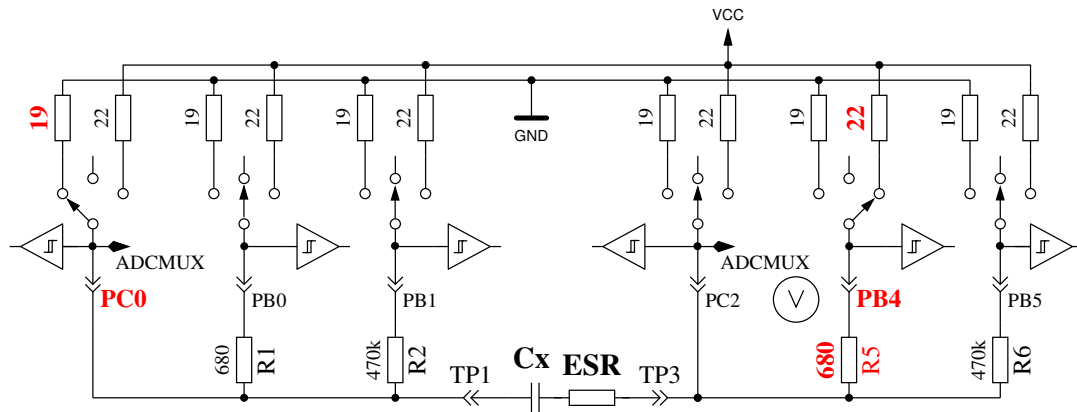 VCC
19
22
19
22
19
22
GND
19
22
19
22
19
22
ADCMUX
ADCMUX
PC0
PB0
PB1
PC2
V
PB4
PB5
680
R1
470k
R2
TP1
Cx
ESR
TP3
680
R5
470k
R6